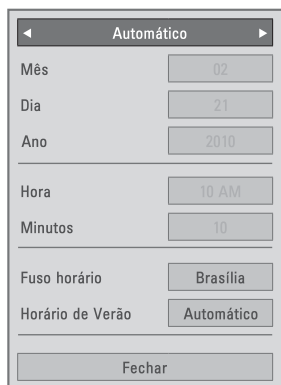 ◄ Automático ►
Mês 02
Dia 21
Ano 2010
Hora 10 AM
Minutos 10
Fuso horário Brasília
Horário de Verão Automático
Fechar